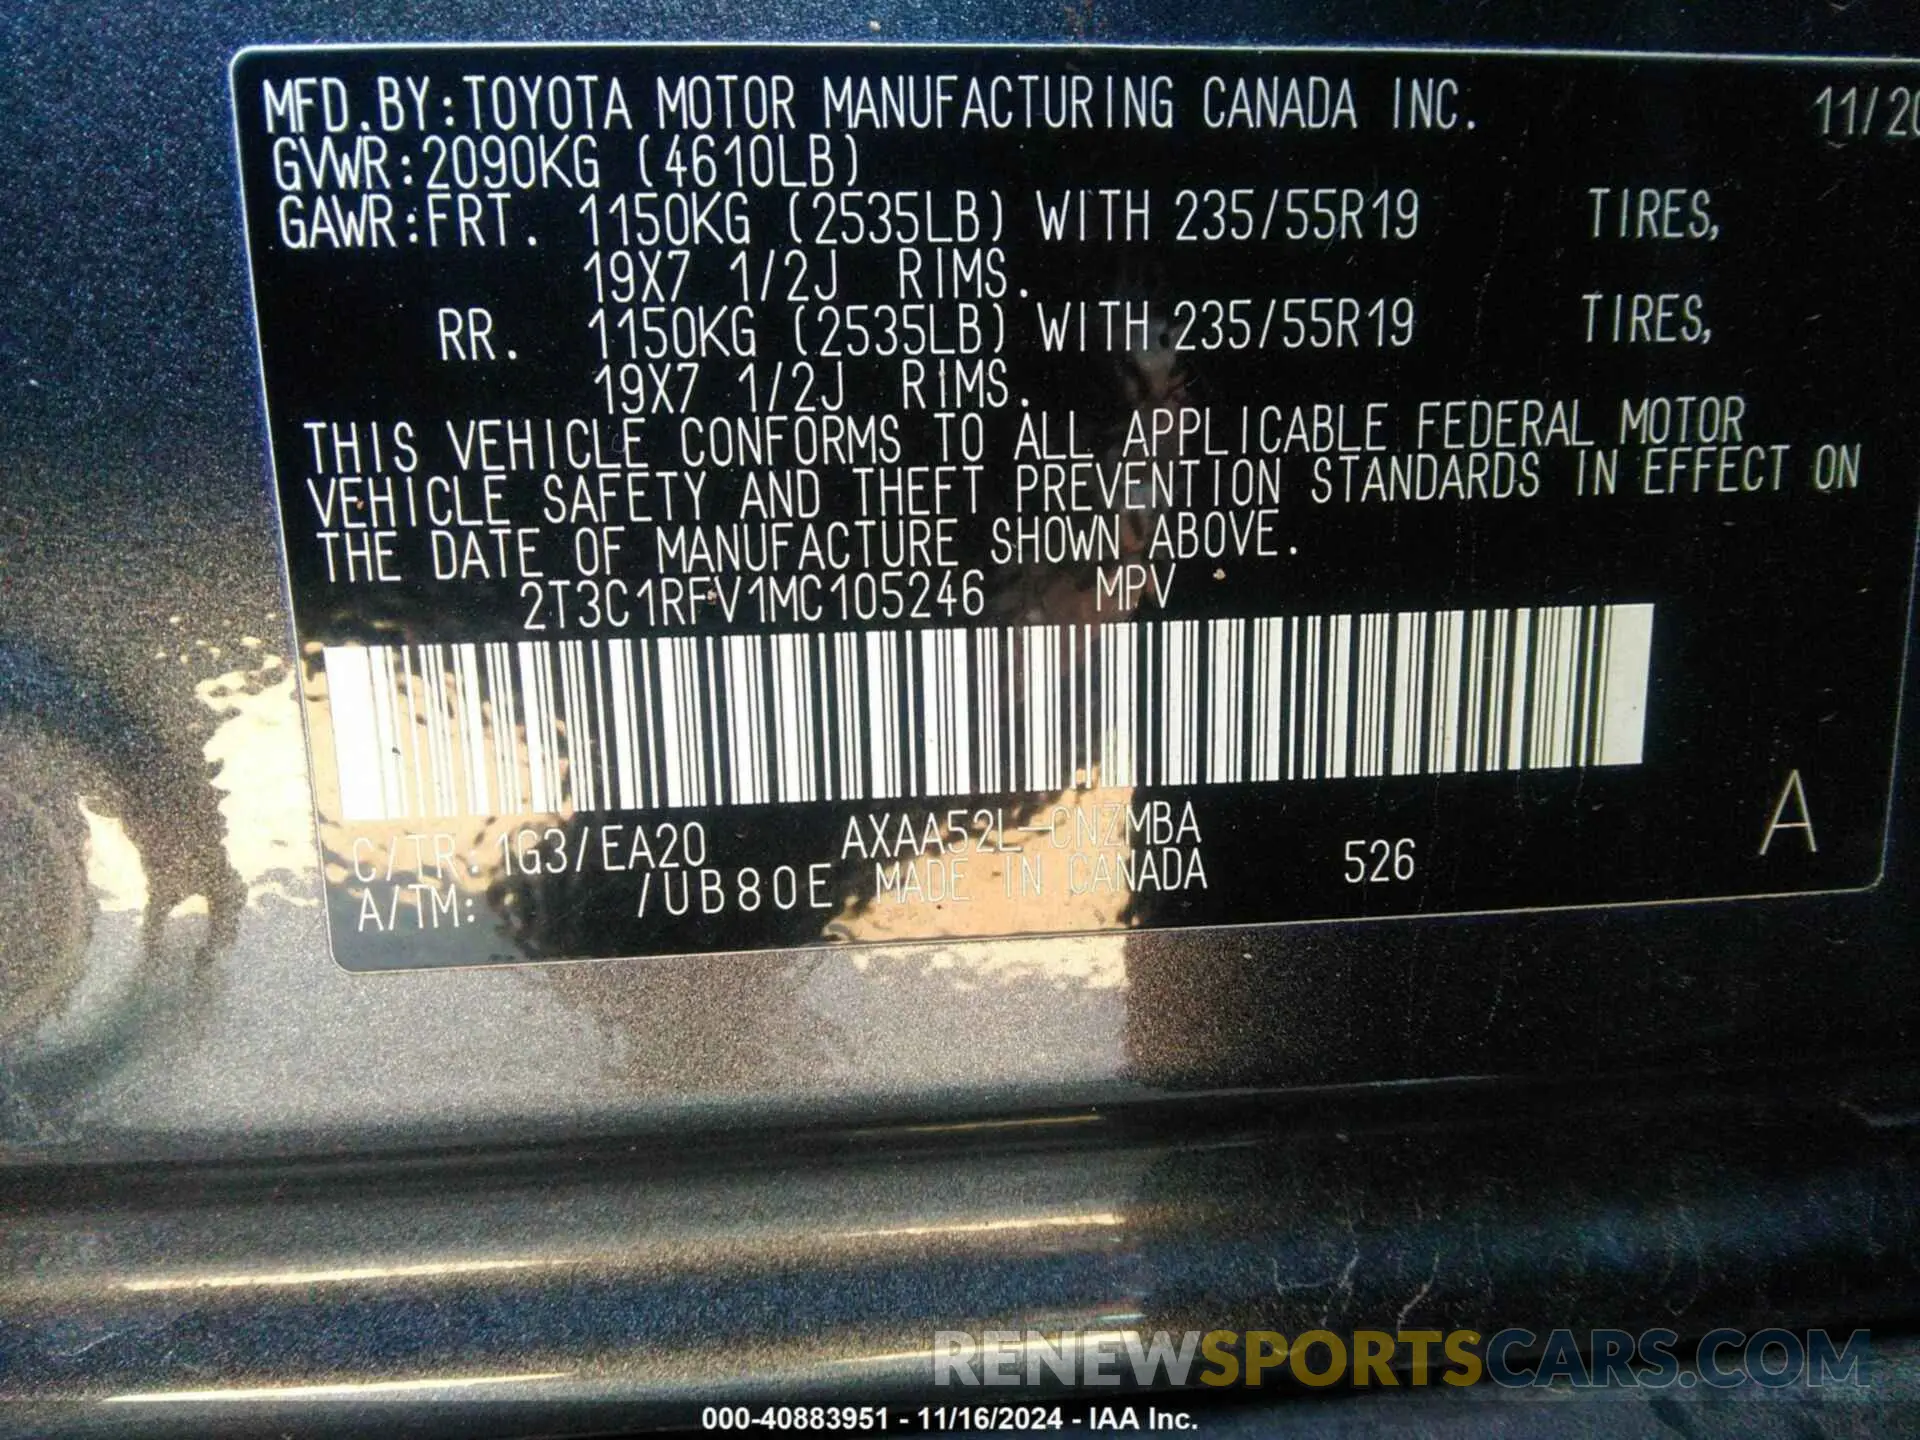 MFD.BY:TOYOTA MOTOR MANUFACTURING CANADA INC. 11/20
GVWR:2090KG (4610LB)
GAWR:FRT. 1150KG (2535LB) WITH 235/55R19 TIRES,
19X7 1/2J RIMS.
RR. 1150KG (2535LB) WITH 235/55R19 TIRES,
19X7 1/2J RIMS.
THIS VEHICLE CONFORMS TO ALL APPLICABLE FEDERAL MOTOR
VEHICLE SAFETY AND THEFT PREVENTION STANDARDS IN EFFECT ON
THE DATE OF MANUFACTURE SHOWN ABOVE.
2T3C1RFV1MC105246 MPV
C/TR:1G3/EA20 AXAA52L-CNZMBA
A/TM: /UB80E MADE IN CANADA 526 A
RENEWSPORTSCARS.COM
000-40883951 - 11/16/2024 - IAA Inc.